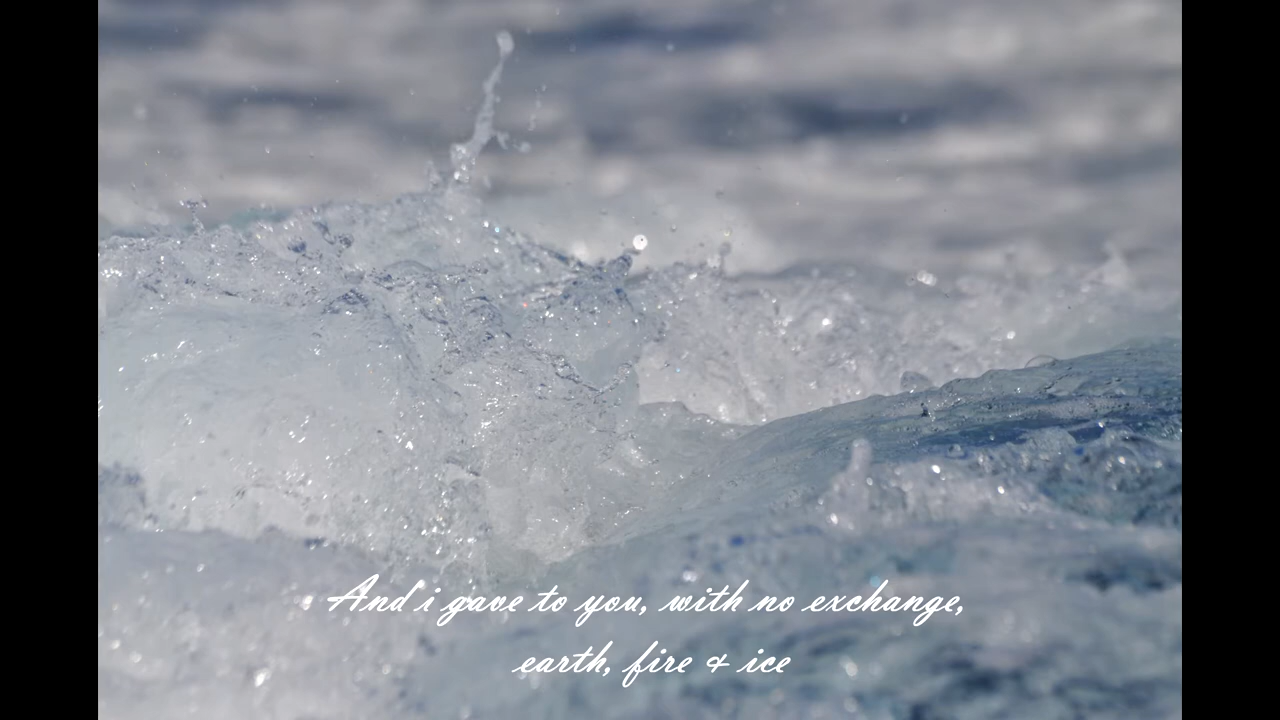 And i gave to you, with no exchange,
earth, fire & ice